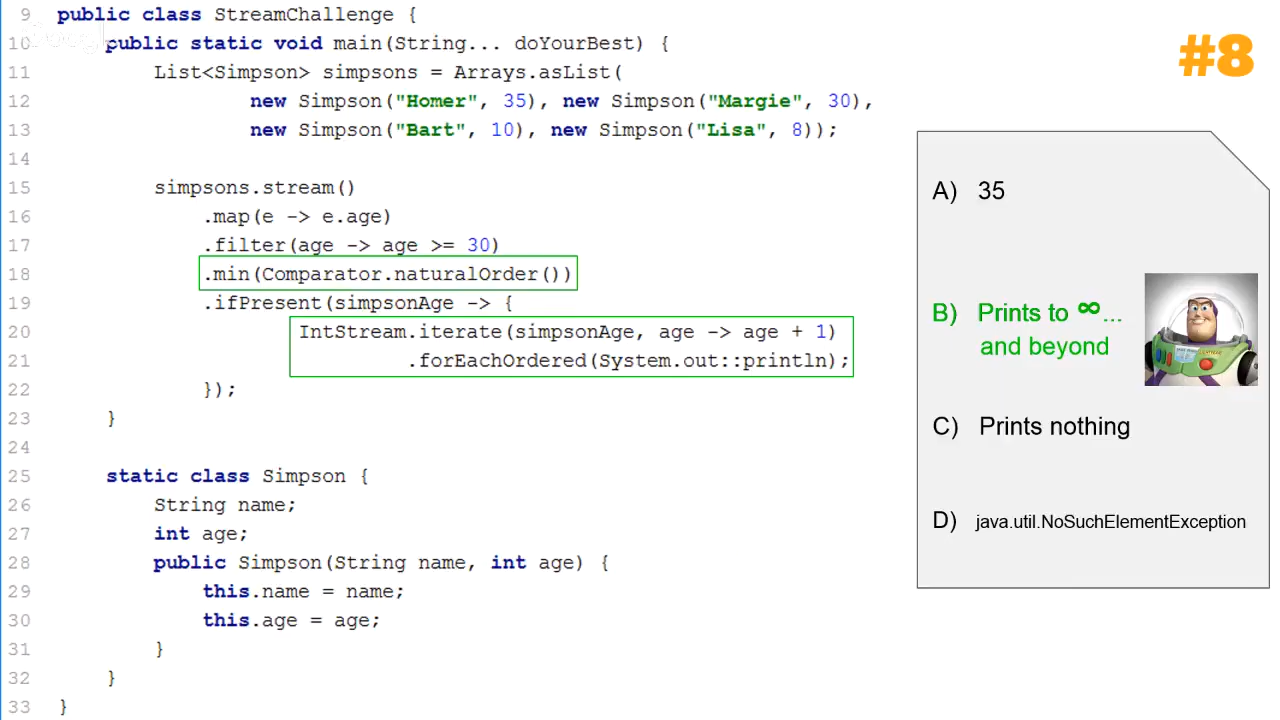 9 public class StreamChallenge {
10 public static void main(String... doYourBest) {
11 List<Simpson> simpsons = Arrays.asList(
12 new Simpson("Homer", 35), new Simpson("Margie", 30),
13 new Simpson("Bart", 10), new Simpson("Lisa", 8));
14
15 simpsons.stream()
16 .map(e -> e.age)
17 .filter(age -> age >= 30)
18 .min(Comparator.naturalOrder())
19 .ifPresent(simpsonAge -> {
20 IntStream.iterate(simpsonAge, age -> age + 1)
21 .forEachOrdered(System.out::println);
22 });
23 }
24
25 static class Simpson {
26 String name;
27 int age;
28 public Simpson(String name, int age) {
29 this.name = name;
30 this.age = age;
31 }
32 }
33 }
#8
A) 35
B) Prints to ∞...
and beyond
C) Prints nothing
D) java.util.NoSuchElementException